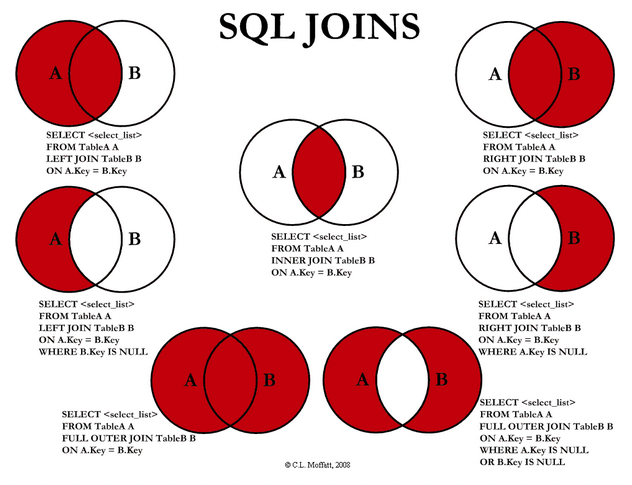 SQL JOINS
A B
SELECT <select_list>
FROM TableA A
LEFT JOIN TableB B
ON A.Key = B.Key
A B
SELECT <select_list>
FROM TableA A
RIGHT JOIN TableB B
ON A.Key = B.Key
A B
SELECT <select_list>
FROM TableA A
INNER JOIN TableB B
ON A.Key = B.Key
A B
SELECT <select_list>
FROM TableA A
LEFT JOIN TableB B
ON A.Key = B.Key
WHERE B.Key IS NULL
A B
SELECT <select_list>
FROM TableA A
RIGHT JOIN TableB B
ON A.Key = B.Key
WHERE A.Key IS NULL
A B
SELECT <select_list>
FROM TableA A
FULL OUTER JOIN TableB B
ON A.Key = B.Key
A B
SELECT <select_list>
FROM TableA A
FULL OUTER JOIN TableB B
ON A.Key = B.Key
WHERE A.Key IS NULL
OR B.Key IS NULL
© C.L. Moffatt, 2008